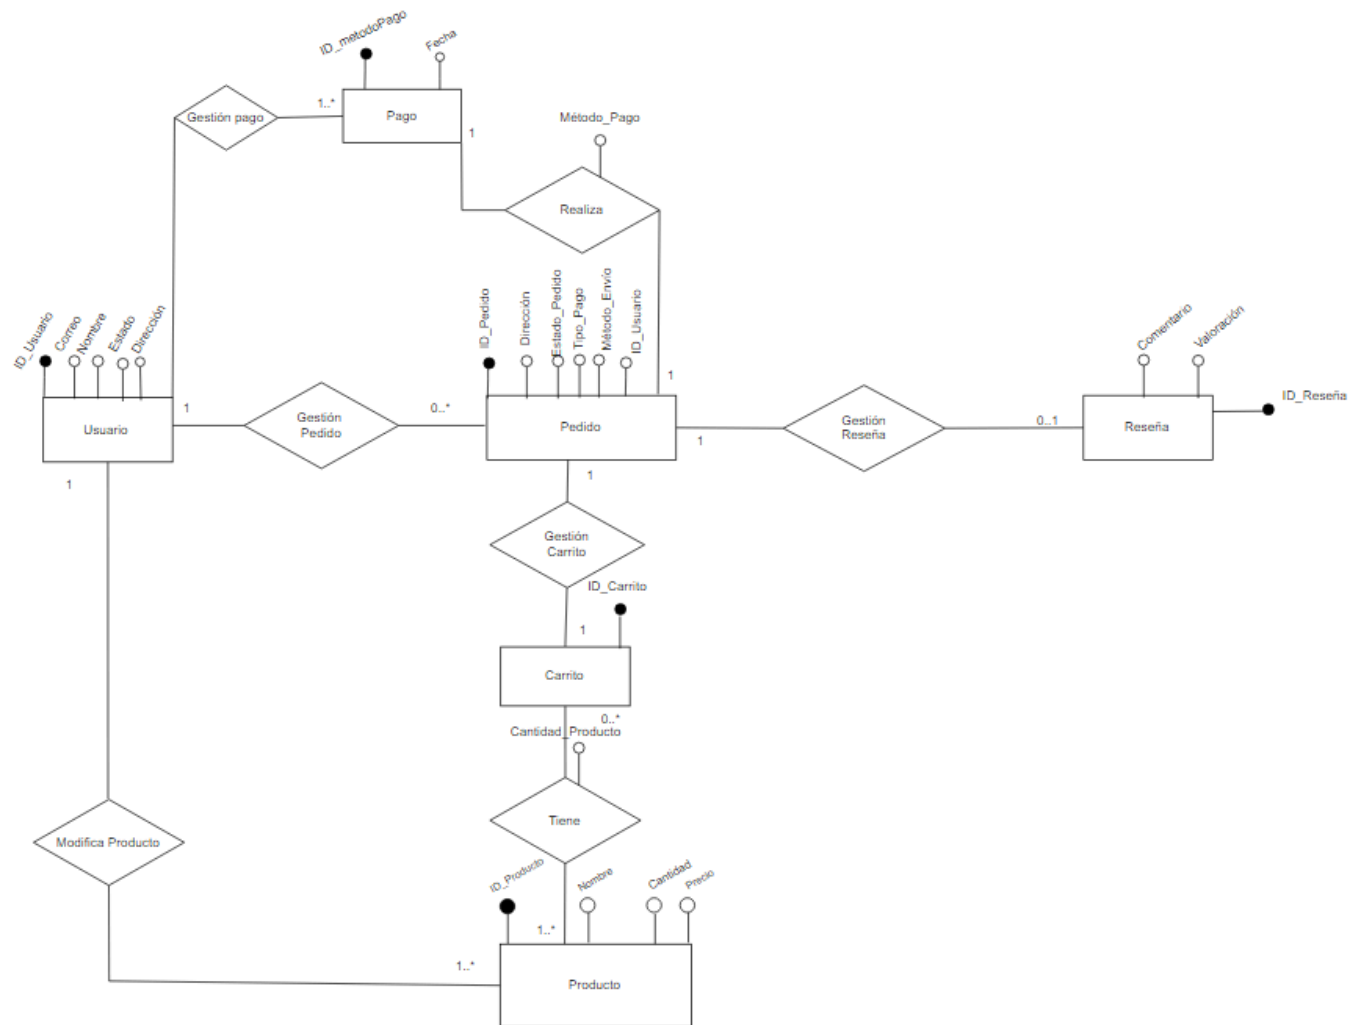 ID_metodoPago
Fecha
Gestión pago
1..*
Pago
1
Método_Pago
Realiza
ID_Usuario
Correo
Nombre
Estado
Dirección
ID_Pedido
Dirección
Estado_Pedido
Tipo_Pago
Método_Envío
ID_Usuario
Comentario
Valoración
ID_Reseña
1
Usuario
1
Gestión
Pedido
0..*
Pedido
1
Gestión
Reseña
0..1
Reseña
1
1
Gestión
Carrito
ID_Carrito
1
Carrito
0..*
Cantidad_Producto
Tiene
Modifica Producto
ID_Producto
Nombre
Cantidad
Precio
1..*
1..*
Producto